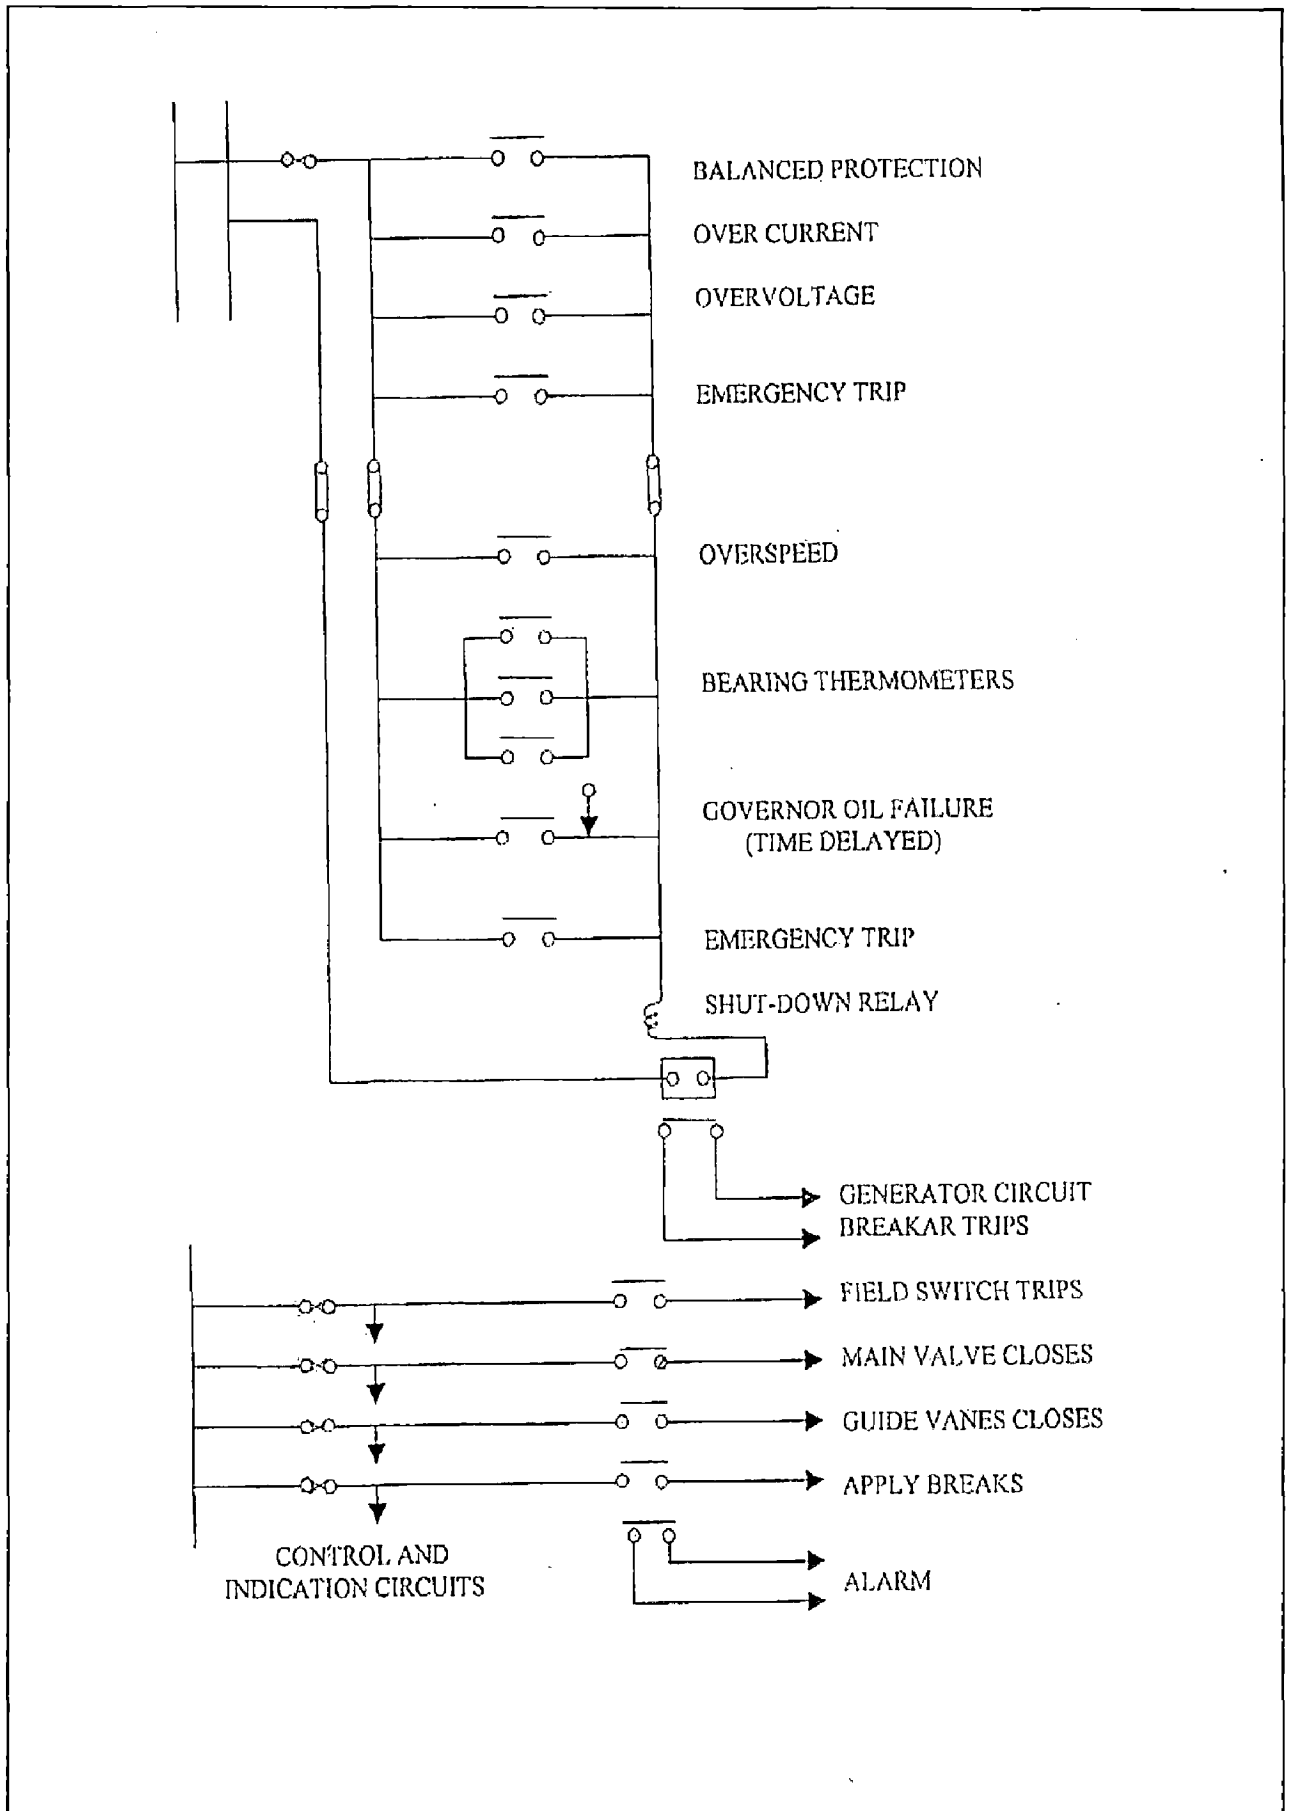 BALANCED PROTECTION
OVER CURRENT
OVERVOLTAGE
EMERGENCY TRIP
OVERSPEED
BEARING THERMOMETERS
GOVERNOR OIL FAILURE
(TIME DELAYED)
EMERGENCY TRIP
SHUT-DOWN RELAY
GENERATOR CIRCUIT
BREAKAR TRIPS
FIELD SWITCH TRIPS
MAIN VALVE CLOSES
GUIDE VANES CLOSES
APPLY BREAKS
CONTROL AND
INDICATION CIRCUITS
ALARM